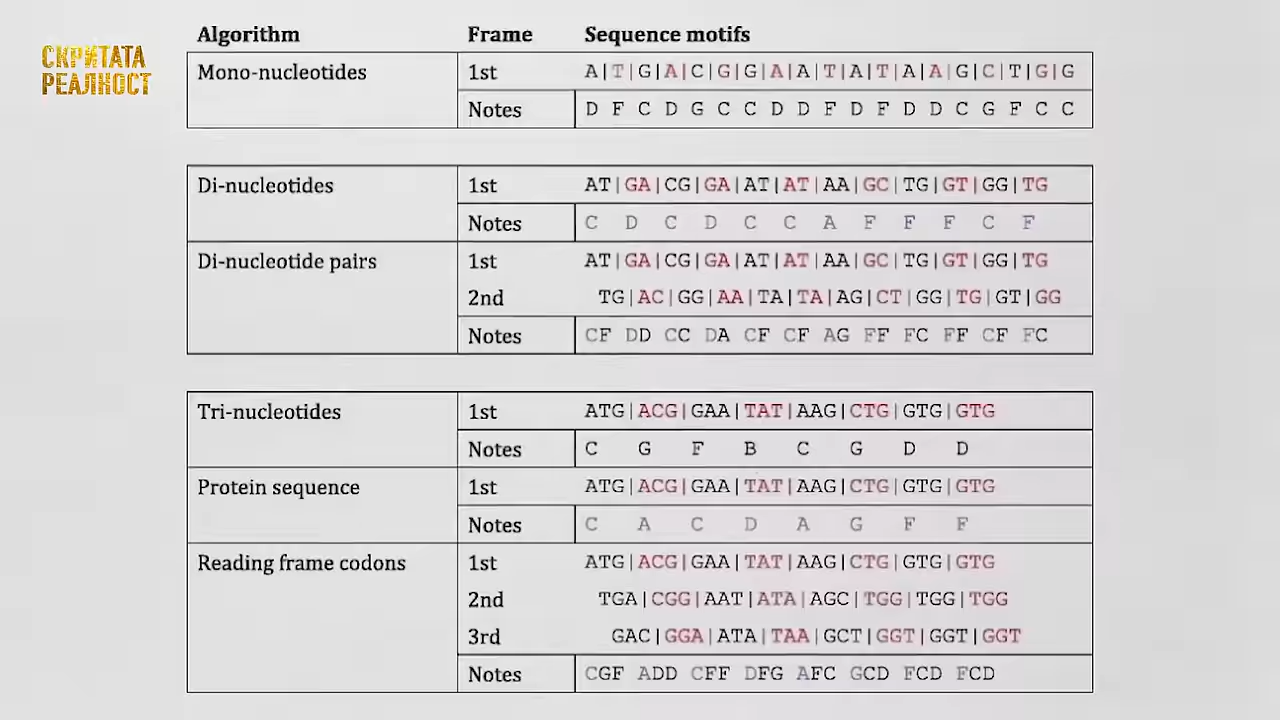 СКРИТАТА
РЕАЛНОСТ
Algorithm Frame Sequence motifs
Mono-nucleotides 1st A|T|G|A|C|G|G|A|A|T|A|T|A|A|G|C|T|G|G
Notes D F C D G C C D D F D F D D C G F C C
Di-nucleotides 1st AT|GA|CG|GA|AT|AT|AA|GC|TG|GT|GG|TG
Notes C D C D C C A F F F C F
Di-nucleotide pairs 1st AT|GA|CG|GA|AT|AT|AA|GC|TG|GT|GG|TG
2nd TG|AC|GG|AA|TA|TA|AG|CT|GG|TG|GT|GG
Notes CF DD CC DA CF CF AG FF FC FF CF FC
Tri-nucleotides 1st ATG|ACG|GAA|TAT|AAG|CTG|GTG|GTG
Notes C G F B C G D D
Protein sequence 1st ATG|ACG|GAA|TAT|AAG|CTG|GTG|GTG
Notes C A C D A G F F
Reading frame codons 1st ATG|ACG|GAA|TAT|AAG|CTG|GTG|GTG
2nd TGA|CGG|AAT|ATA|AGC|TGG|TGG|TGG
3rd GAC|GGA|ATA|TAA|GCT|GGT|GGT|GGT
Notes CGF ADD CFF DFG AFC GCD FCD FCD